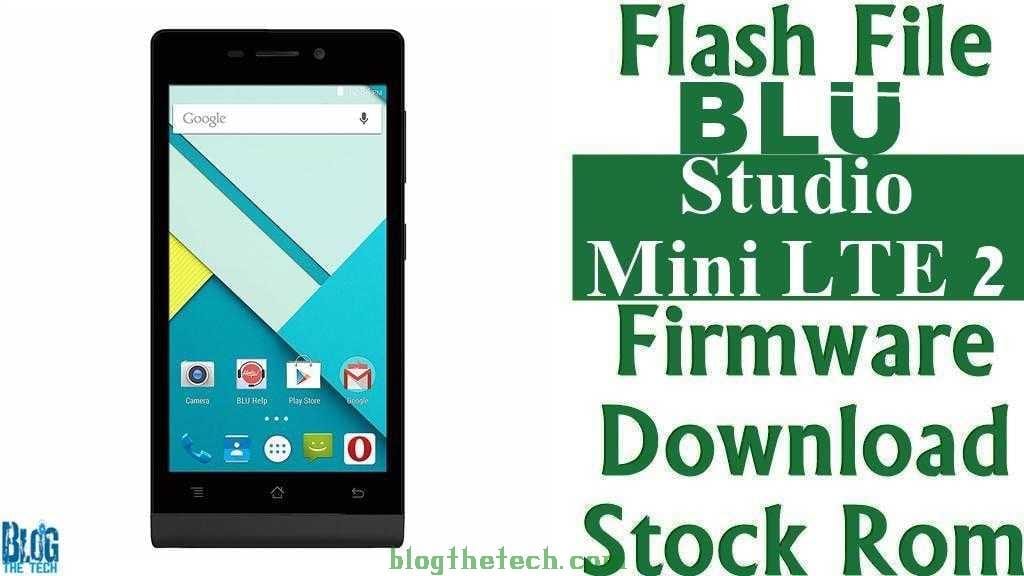 Flash File
BLÜ
Studio
Mini LTE 2
Firmware
Download
Stock Rom
Google
Camera
BLU Help
Play Store
Google
BLOG
THE TECH
blogthetech.com